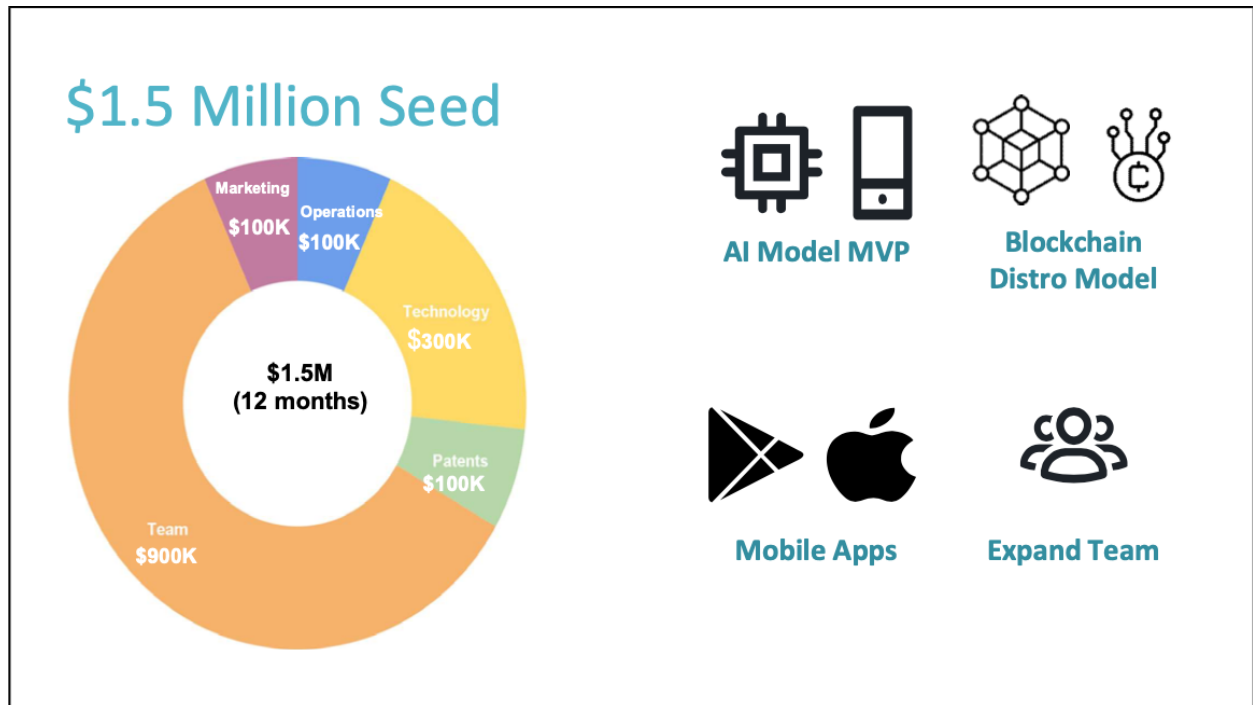 $1.5 Million Seed
Marketing
$100K
Operations
$100K
Technology
$300K
Patents
$100K
Team
$900K
$1.5M
(12 months)
AI Model MVP
Blockchain
Distro Model
Mobile Apps
Expand Team